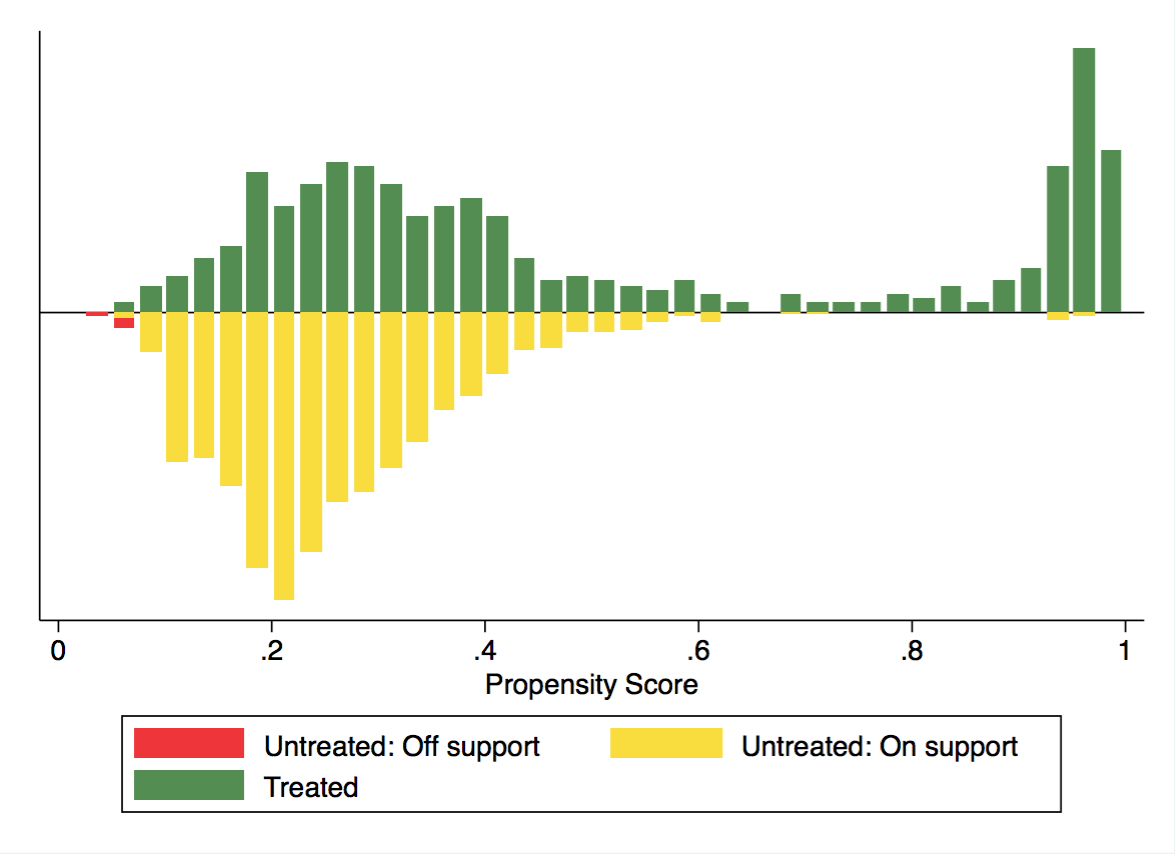 0 .2 .4 .6 .8 1
Propensity Score
Untreated: Off support Untreated: On support
Treated